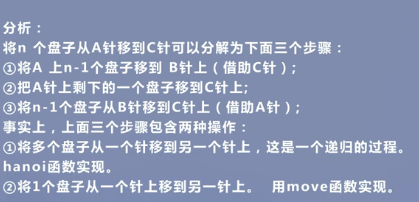 分析：
将n 个盘子从A针移到C针可以分解为下面三个步骤：
①将A 上n-1个盘子移到 B针上（借助C针）；
②把A针上剩下的一个盘子移到C针上；
③将n-1个盘子从B针移到C针上（借助A针）；
事实上，上面三个步骤包含两种操作：
①将多个盘子从一个针移到另一个针上，这是一个递归的过程。
hanoi函数实现。
②将1个盘子从一个针上移到另一针上。 用move函数实现。